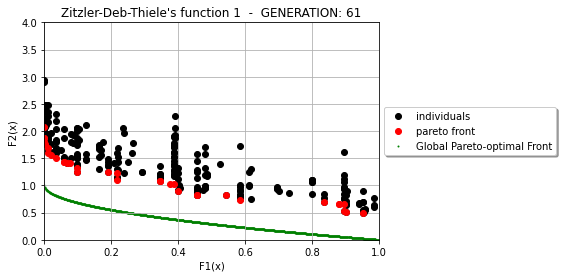 Zitzler-Deb-Thiele's function 1 - GENERATION: 61
4.0
3.5
3.0
2.5
2.0
1.5
1.0
0.5
0.0
F2(x)
0.0 0.2 0.4 0.6 0.8 1.0
F1(x)
individuals
pareto front
Global Pareto-optimal Front